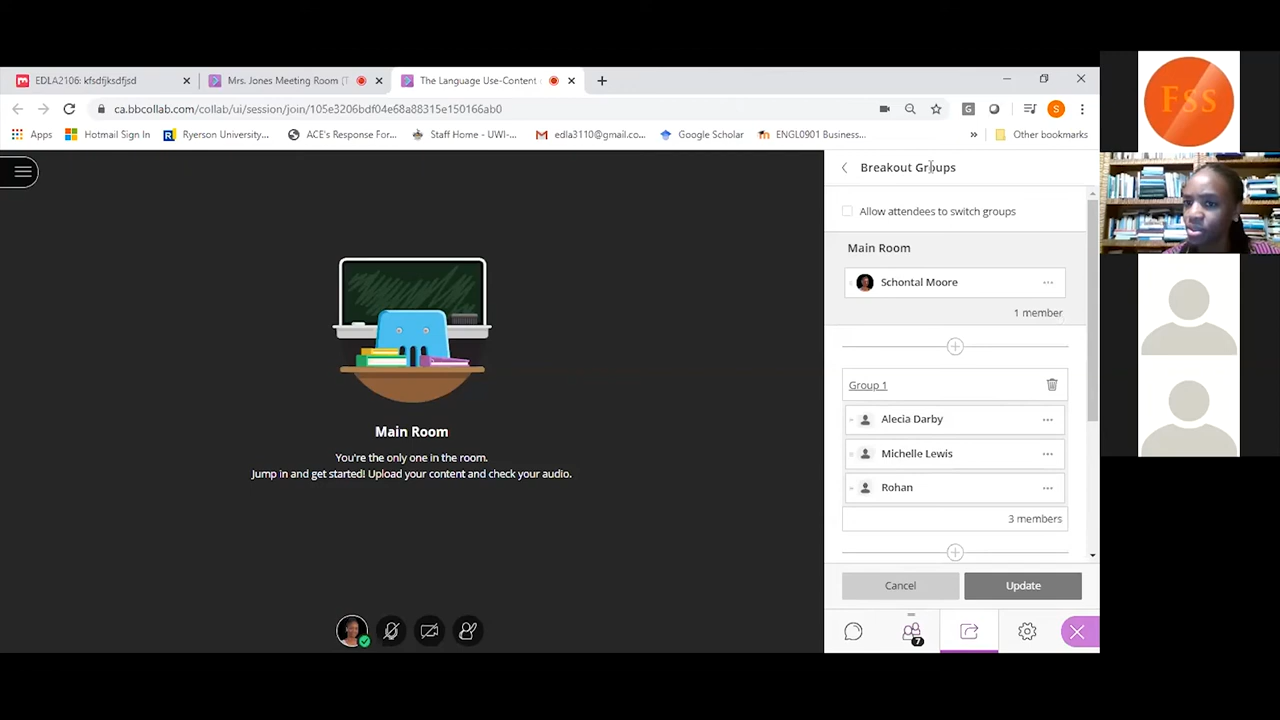 EDLA2106: kfsdfjksdfjsd
Mrs. Jones Meeting Room (T
The Language Use-Content
ca.bbcollab.com/collab/ui/session/join/105e3206bdf04e68a88315e150166ab0
S
Apps
Hotmail Sign In
Ryerson University...
ACE's Response For...
Staff Home - UWI-...
edla3110@gmail.co...
Google Scholar
ENGL0901 Business...
»
Other bookmarks
FSS
Breakout Groups
Allow attendees to switch groups
Main Room
Schontal Moore
1 member
Group 1
Alecia Darby
Michelle Lewis
Rohan
3 members
Cancel
Update
7
Main Room
You're the only one in the room.
Jump in and get started! Upload your content and check your audio.